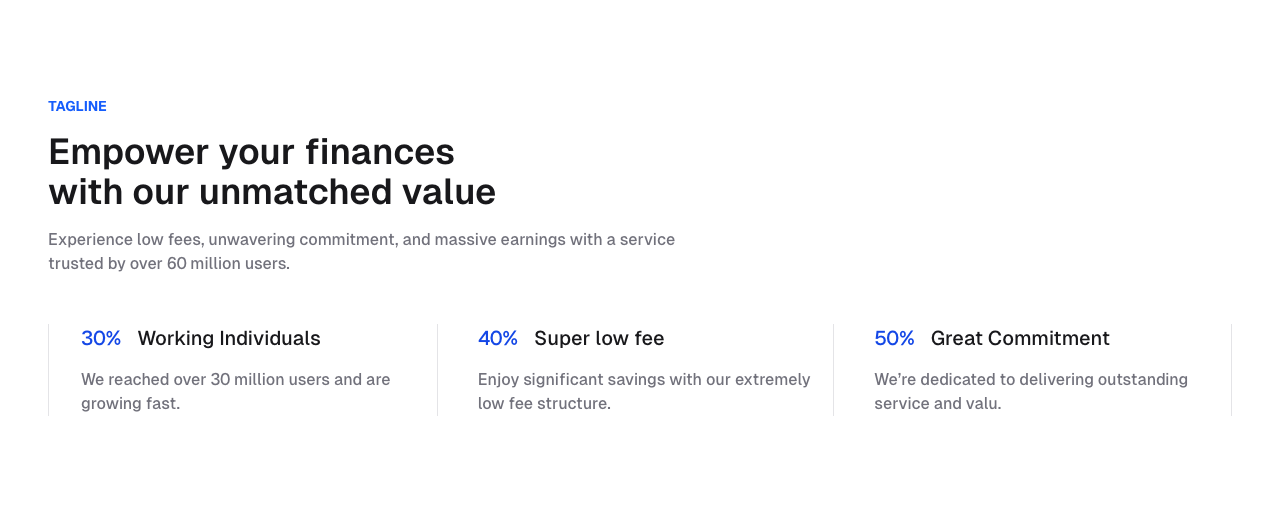 TAGLINE
Empower your finances
with our unmatched value
Experience low fees, unwavering commitment, and massive earnings with a service
trusted by over 60 million users.
30% Working Individuals
We reached over 30 million users and are
growing fast.
40% Super low fee
Enjoy significant savings with our extremely
low fee structure.
50% Great Commitment
We’re dedicated to delivering outstanding
service and valu.